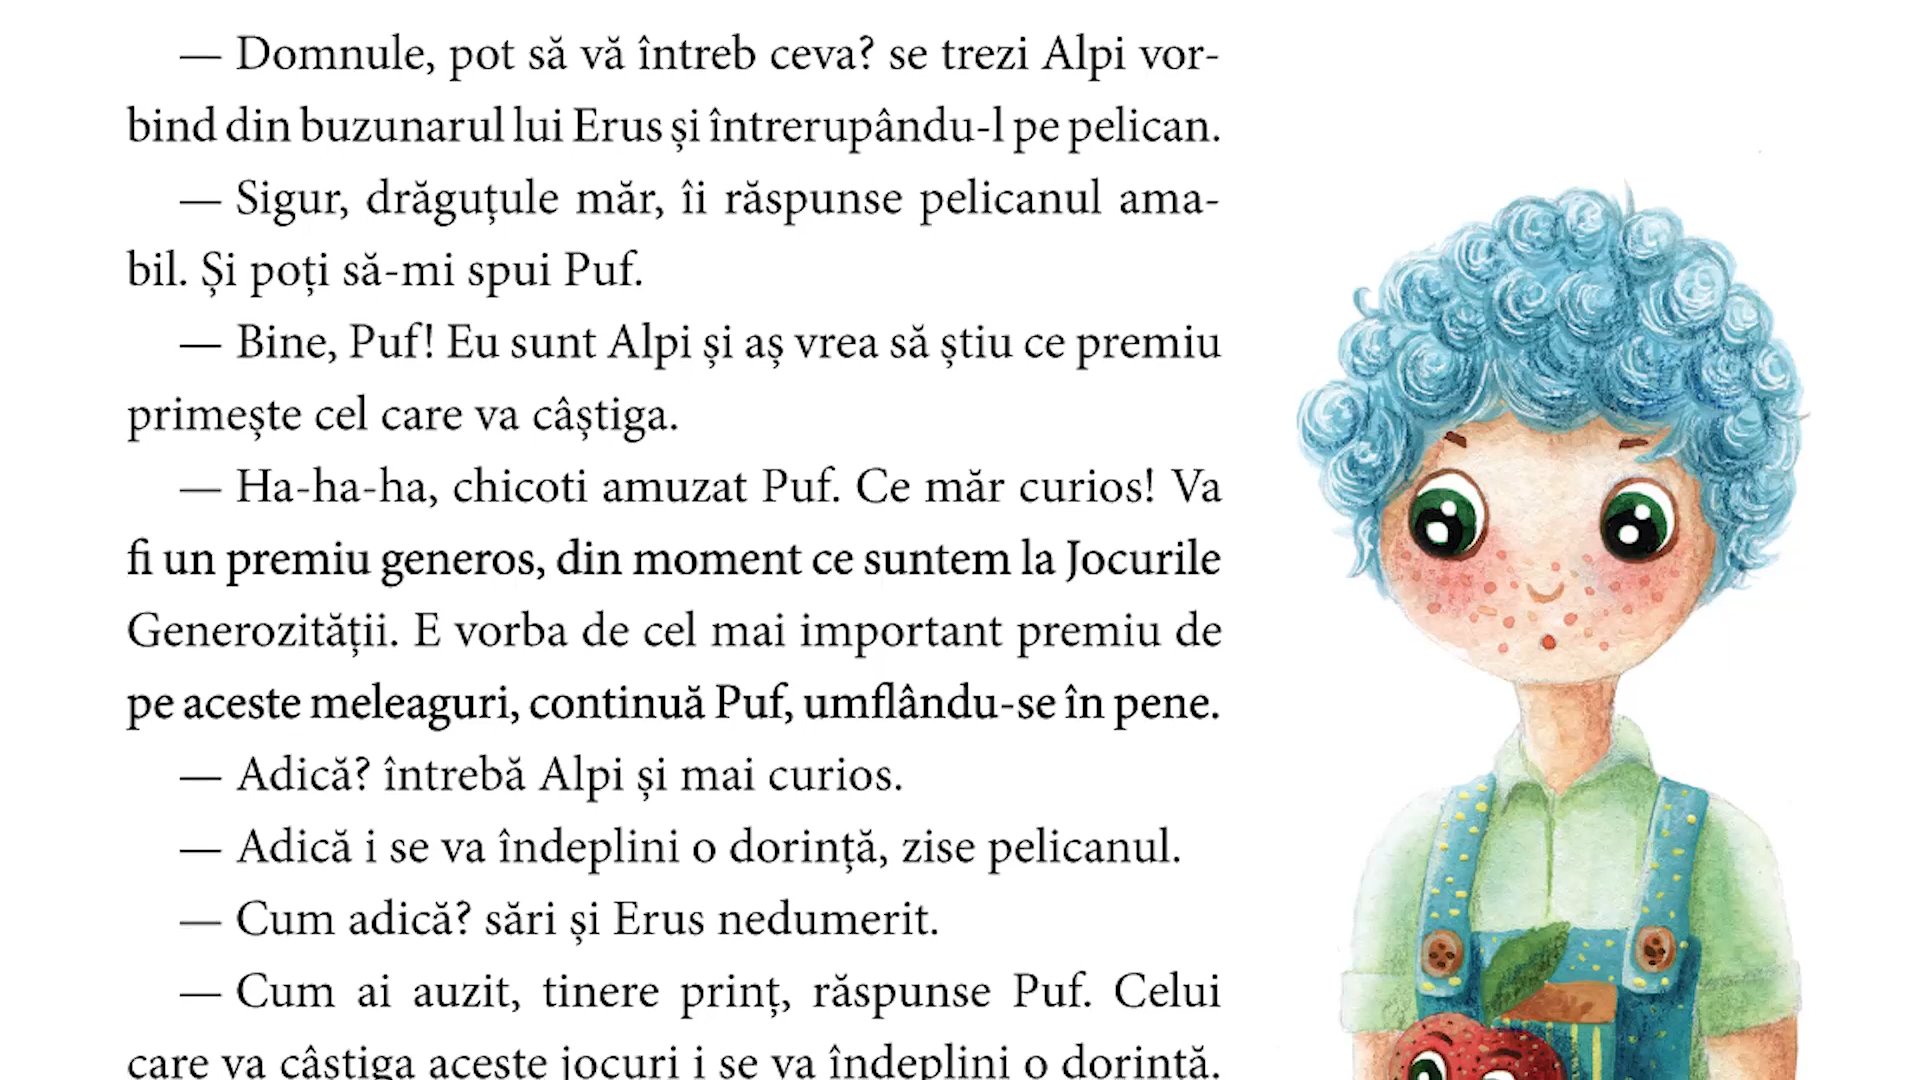 — Domnule, pot să vă întreb ceva? se trezi Alpi vor-
bind din buzunarul lui Erus și întrerupându-l pe pelican.
— Sigur, drăguțule măr, îi răspunse pelicanul ama-
bil. Și poți să-mi spui Puf.
— Bine, Puf! Eu sunt Alpi și aș vrea să știu ce premiu
primește cel care va câștiga.
— Ha-ha-ha, chicoti amuzat Puf. Ce măr curios! Va
fi un premiu generos, din moment ce suntem la Jocurile
Generozității. E vorba de cel mai important premiu de
pe aceste meleaguri, continuă Puf, umflându-se în pene.
— Adică? întrebă Alpi și mai curios.
— Adică i se va îndeplini o dorință, zise pelicanul.
— Cum adică? sări și Erus nedumerit.
— Cum ai auzit, tinere prinț, răspunse Puf. Celui
care va câștiga aceste jocuri i se va îndeplini o dorință.